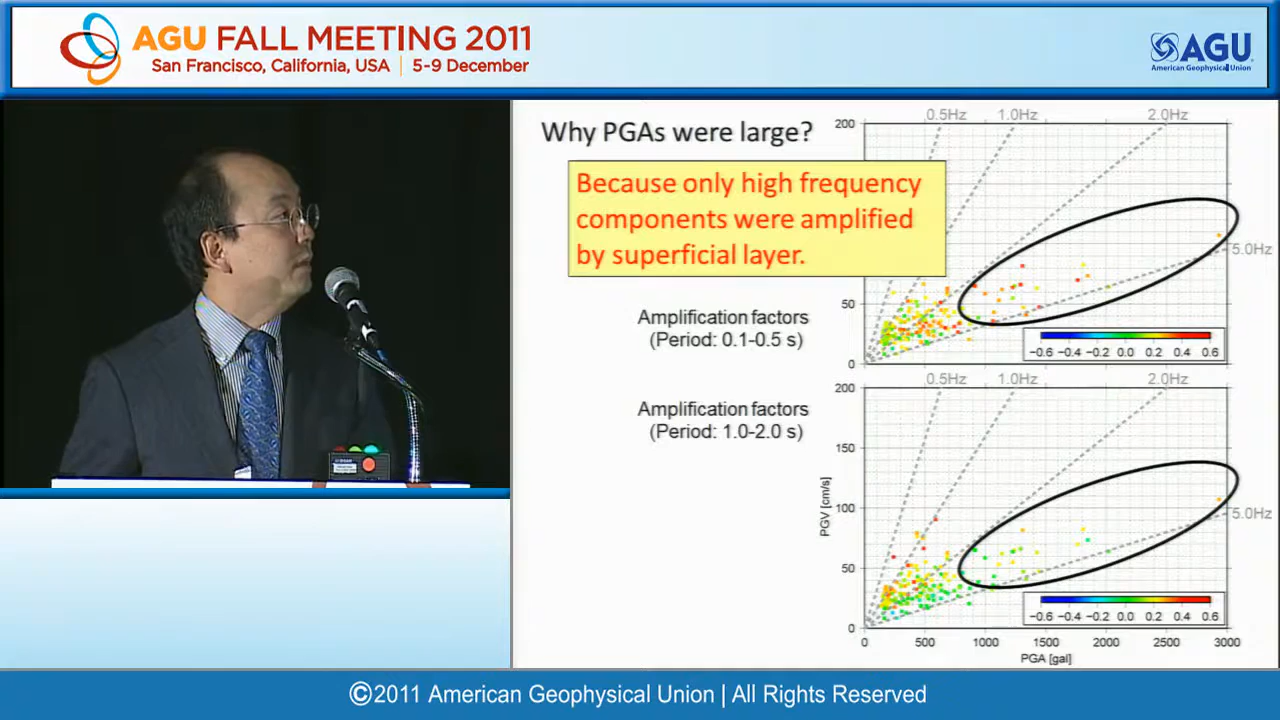 AGU FALL MEETING 2011
San Francisco, California, USA | 5-9 December
AGU
American Geophysical Union
Why PGAs were large?
Because only high frequency
components were amplified
by superficial layer.
Amplification factors
(Period: 0.1-0.5 s)
0.5Hz 1.0Hz 2.0Hz
200
5.0Hz
50
0
-0.6 -0.4 -0.2 0.0 0.2 0.4 0.6
Amplification factors
(Period: 1.0-2.0 s)
0.5Hz 1.0Hz 2.0Hz
200
150
100
50
0
PGV [cm/s]
5.0Hz
-0.6 -0.4 -0.2 0.0 0.2 0.4 0.6
0 500 1000 1500 2000 2500 3000
PGA [gal]
©2011 American Geophysical Union | All Rights Reserved